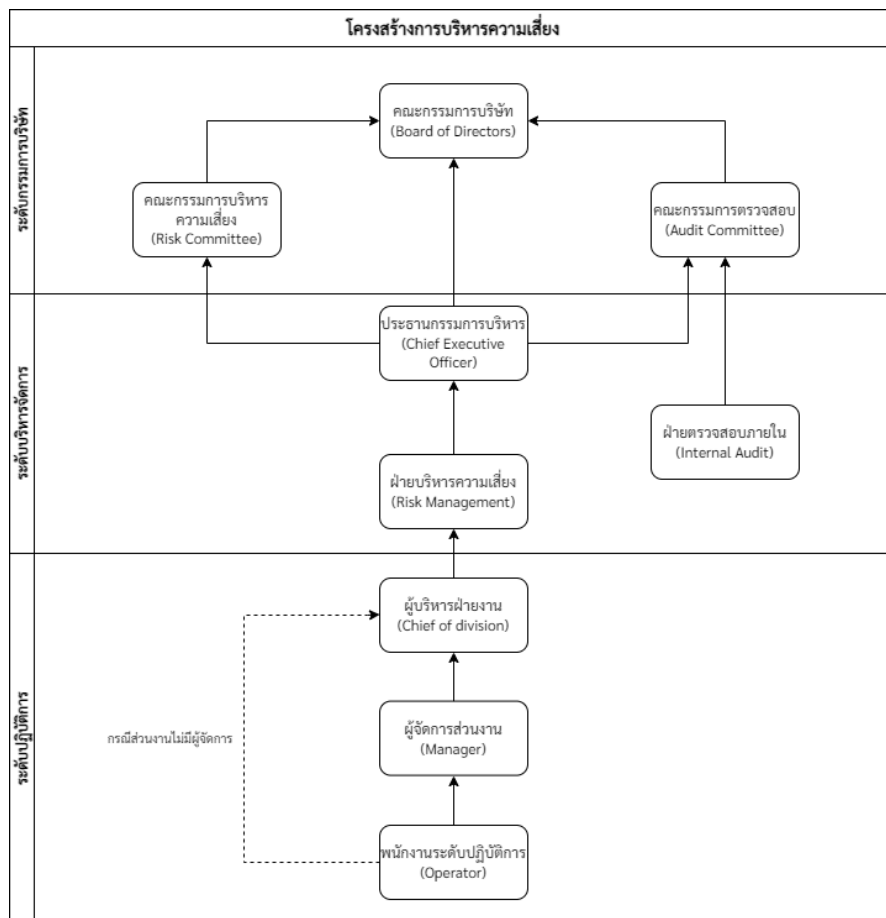 โครงสร้างการบริหารความเสี่ยง
ระดับกรรมการบริษัท
คณะกรรมการบริษัท
(Board of Directors)
คณะกรรมการบริหาร
ความเสี่ยง
(Risk Committee)
คณะกรรมการตรวจสอบ
(Audit Committee)
ระดับบริหารจัดการ
ประธานกรรมการบริหาร
(Chief Executive
Officer)
ฝ่ายตรวจสอบภายใน
(Internal Audit)
ฝ่ายบริหารความเสี่ยง
(Risk Management)
ระดับปฏิบัติการ
ผู้บริหารฝ่ายงาน
(Chief of division)
กรณีส่วนงานไม่มีผู้จัดการ
ผู้จัดการส่วนงาน
(Manager)
พนักงานระดับปฏิบัติการ
(Operator)